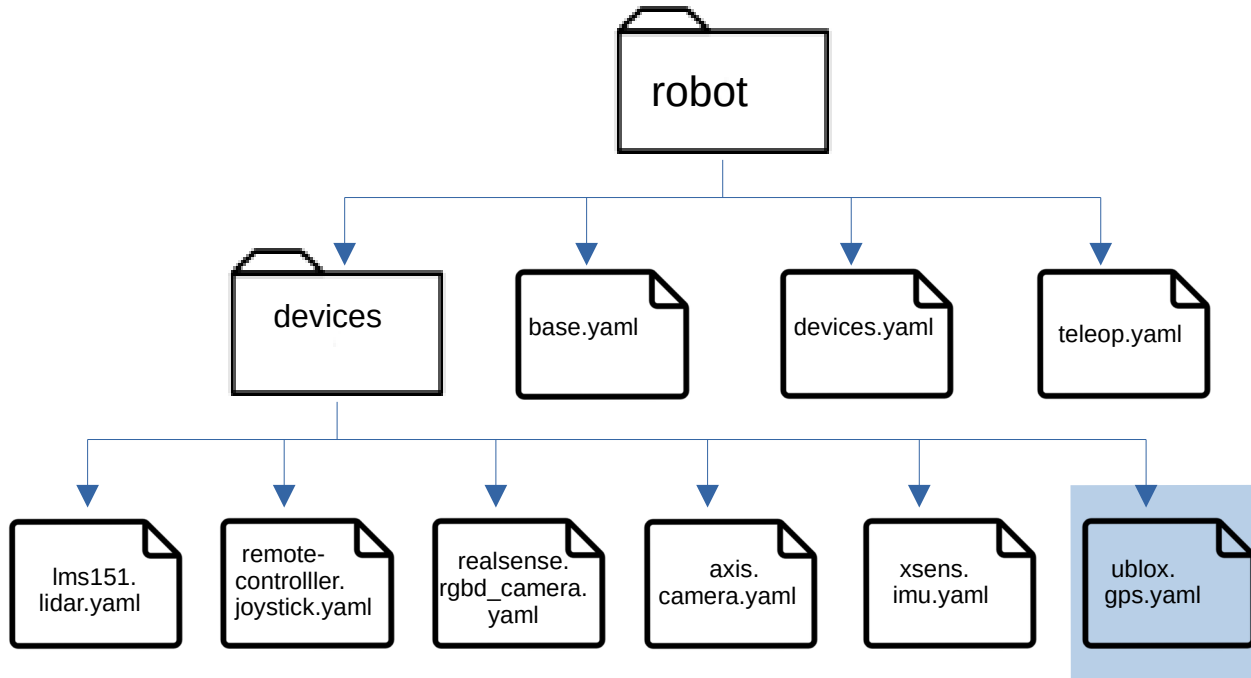 robot
devices
base.yaml
devices.yaml
teleop.yaml
lms151.
lidar.yaml
remote-
controlller.
joystick.yaml
realsense.
rgbd_camera.
yaml
axis.
camera.yaml
xsens.
imu.yaml
ublox.
gps.yaml